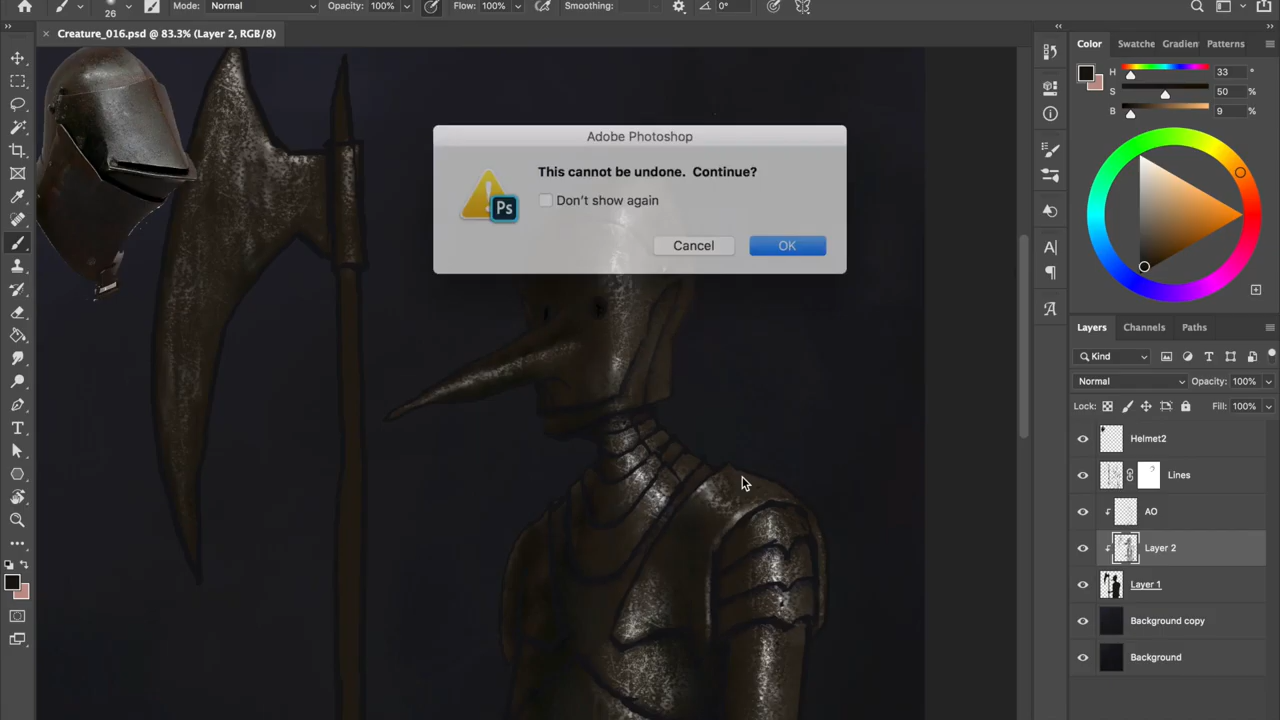 26
Mode: Normal
Opacity: 100%
Flow: 100%
Smoothing:
0°
× Creature_016.psd @ 83.3% (Layer 2, RGB/8)
Adobe Photoshop
This cannot be undone. Continue?
Don't show again
Cancel
OK
Ps
Color
Swatche
Gradien
Patterns
H 33 °
S 50 %
B 9 %
Layers
Channels
Paths
Kind
Normal
Opacity: 100%
Lock:
Fill: 100%
Helmet2
Lines
AO
Layer 2
Layer 1
Background copy
Background